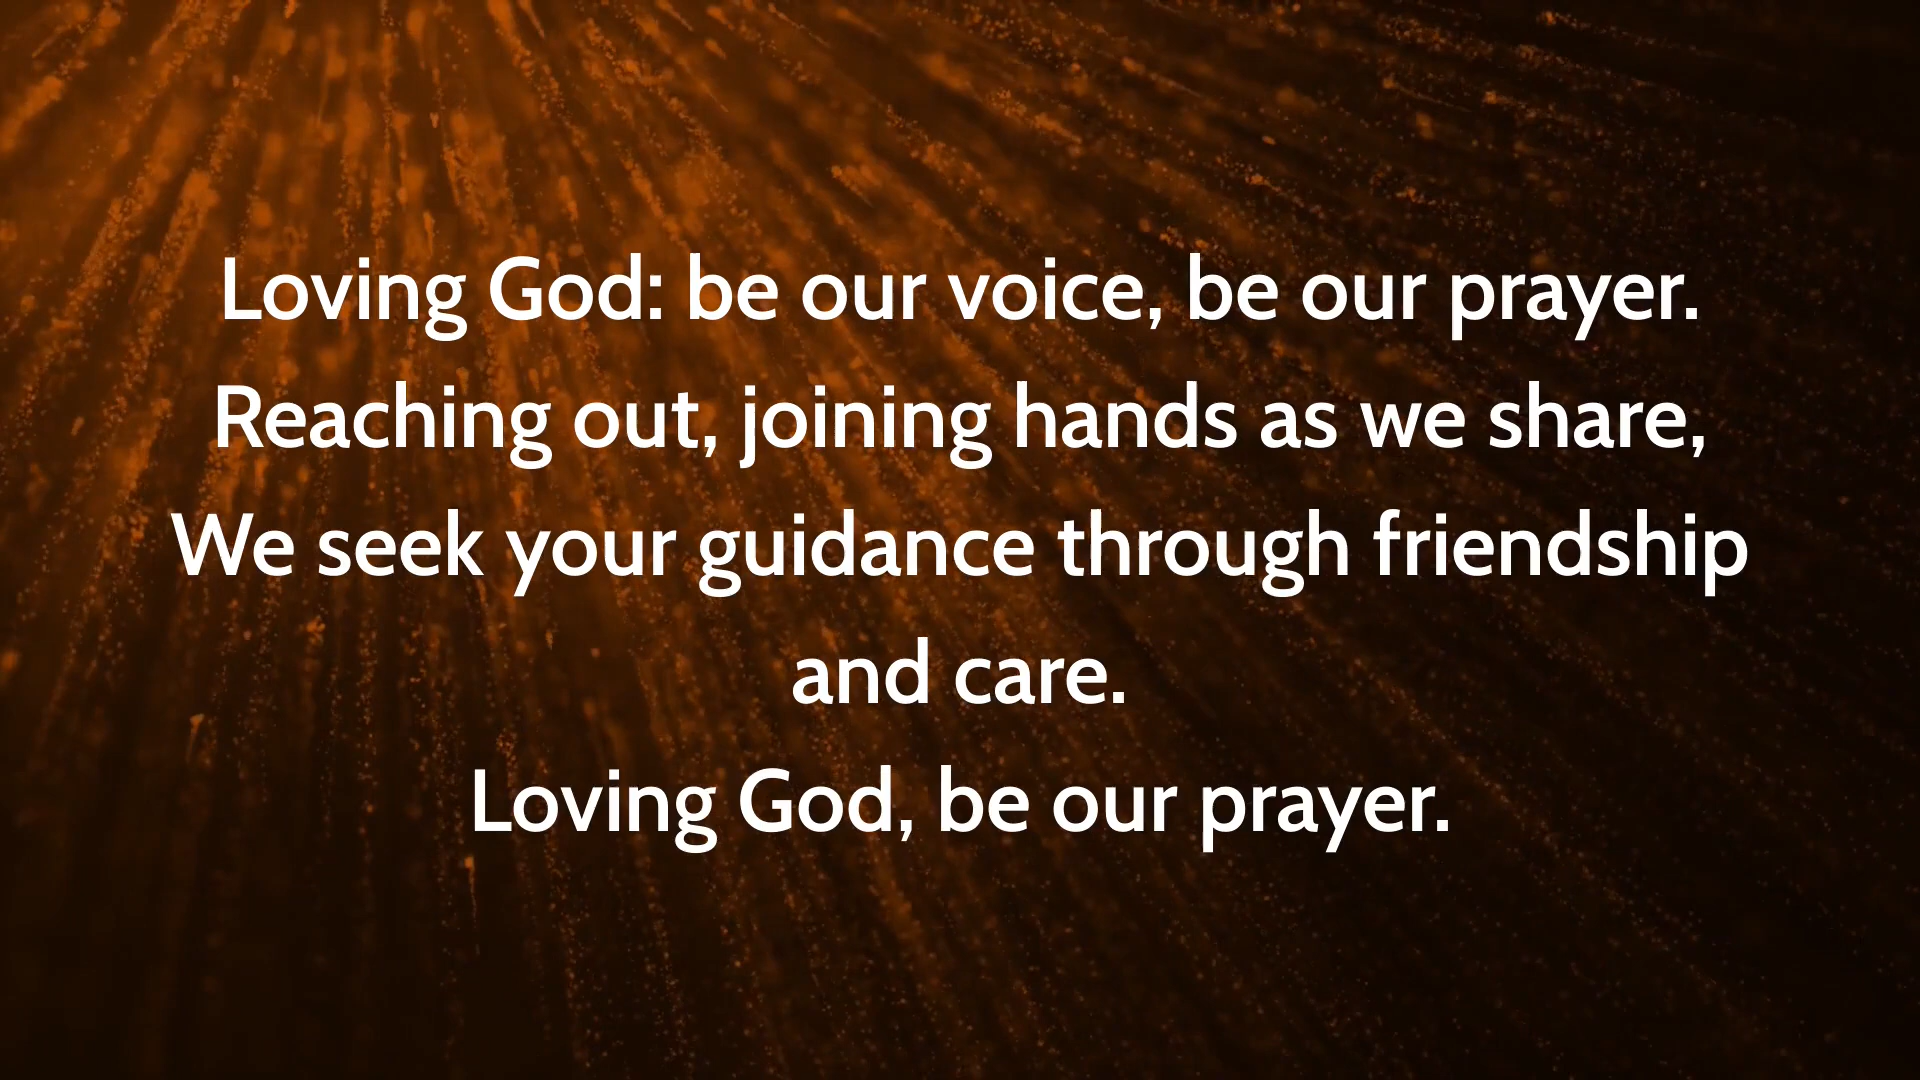 Loving God: be our voice, be our prayer.
Reaching out, joining hands as we share,
We seek your guidance through friendship
and care.
Loving God, be our prayer.